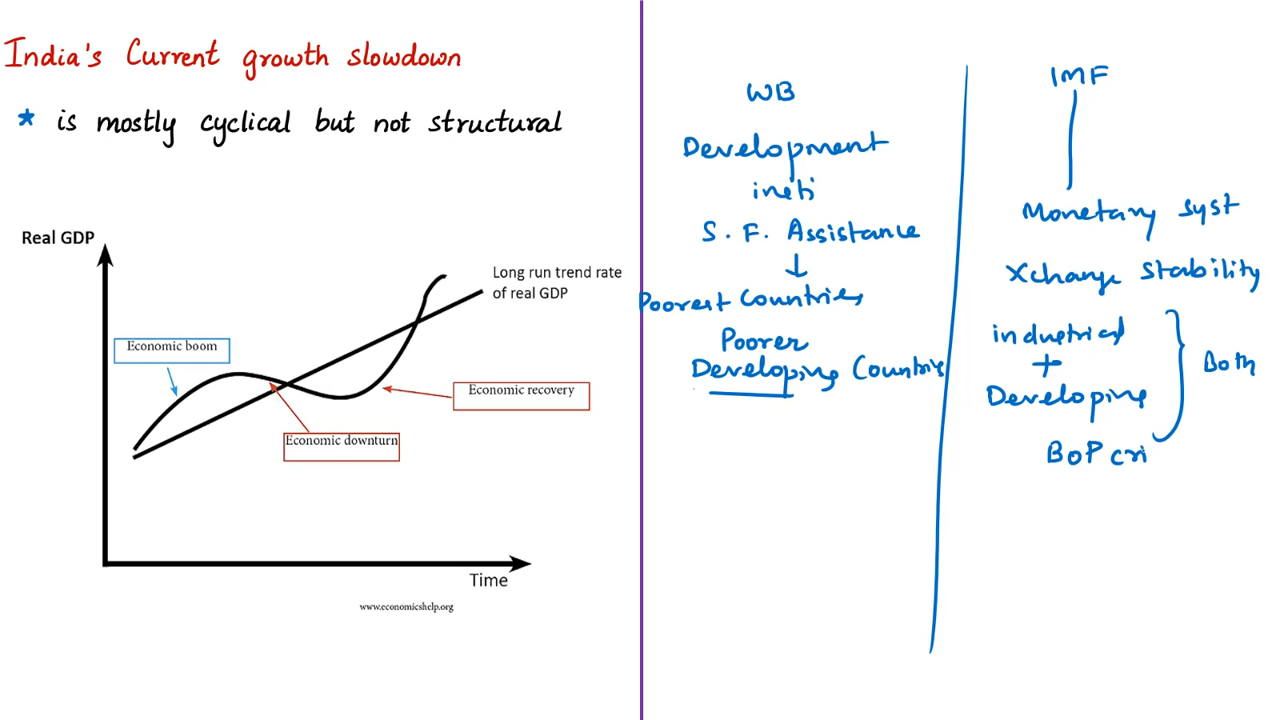 India's Current growth slowdown
* is mostly cyclical but not structural
Real GDP
Long run trend rate
of real GDP
Economic boom
Economic recovery
Economic downturn
Time
www.economicshelp.org
WB
Development
insti
S. F. Assistance
↓
Poorest Countries
Poorer
Developing Countries
IMF
Monetary Syst
Xchange Stability
industrial
+
Developing
Both
BoP cri